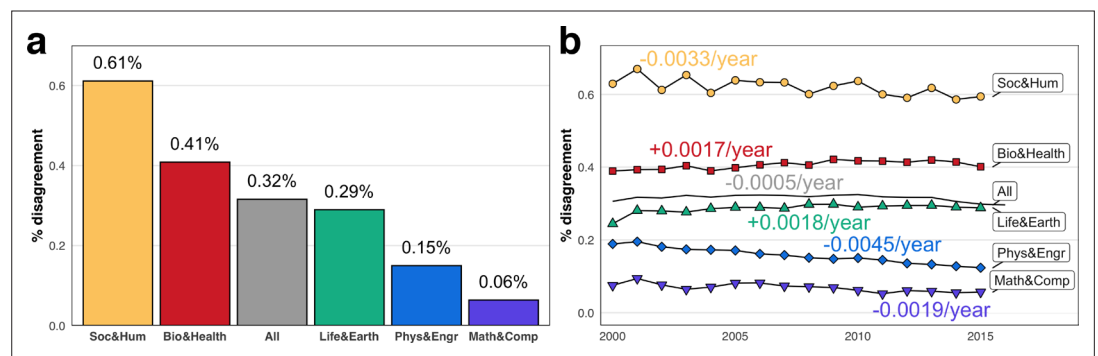 a
0.61%
0.41%
0.32%
0.29%
0.15%
0.06%
% disagreement
0.6
0.4
0.2
0.0
Soc&Hum Bio&Health All Life&Earth Phys&Engr Math&Comp
b
-0.0033/year
+0.0017/year
-0.0005/year
+0.0018/year
-0.0045/year
-0.0019/year
Soc&Hum
Bio&Health
All
Life&Earth
Phys&Engr
Math&Comp
% disagreement
0.6
0.4
0.2
0.0
2000 2005 2010 2015